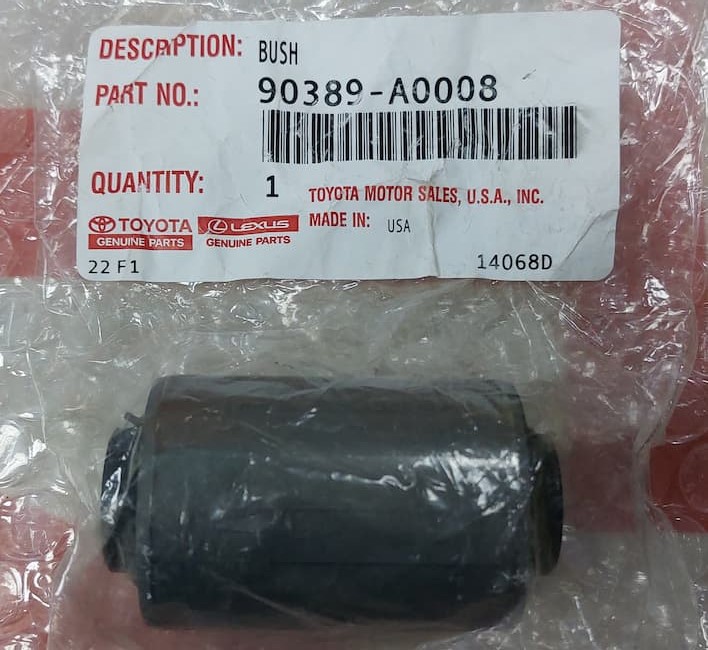 DESCRIPTION: BUSH
PART NO.: 90389-A0008
QUANTITY: 1
TOYOTA MOTOR SALES, U.S.A., INC.
MADE IN: USA
TOYOTA
GENUINE PARTS
LEXUS
GENUINE PARTS
22 F1
14068D